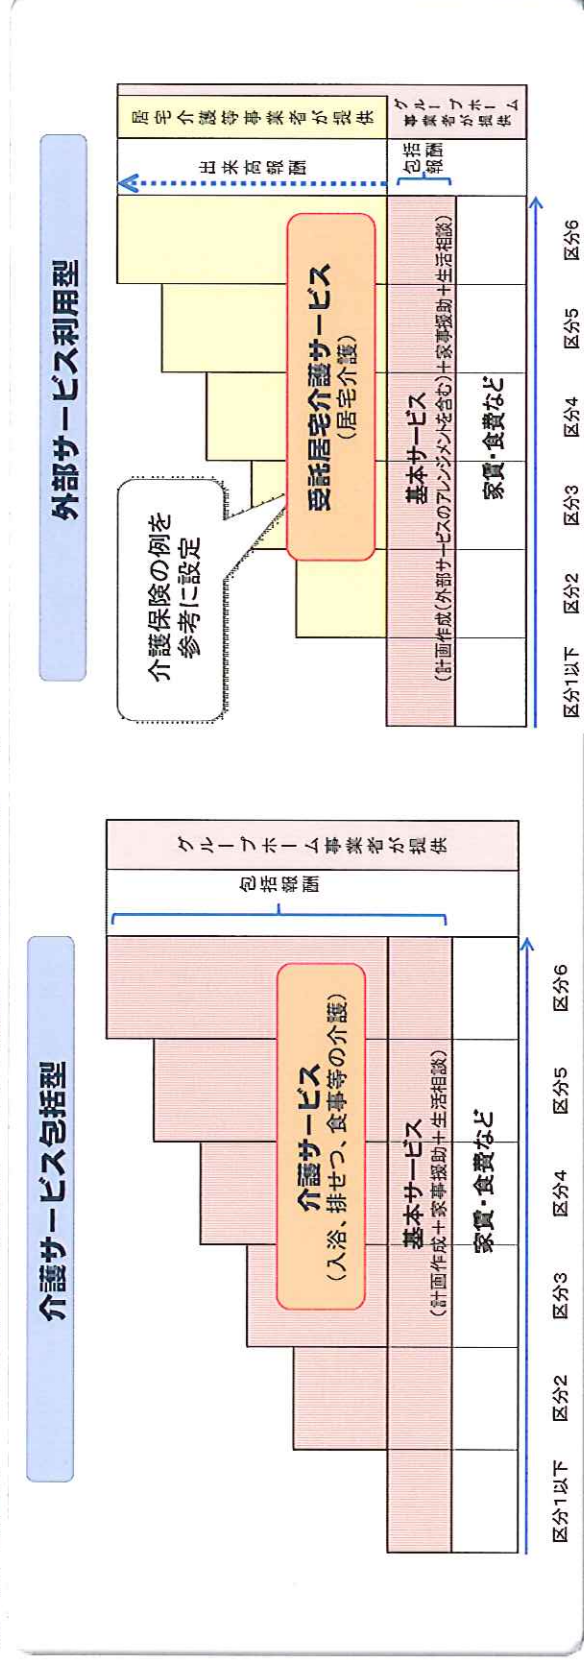 介護サービス包括型
介護サービス
(入浴、排せつ、食事等の介護)
基本サービス
(計画作成+家事援助+生活相談)
家賃・食費など
包括報酬
グループホーム事業者が提供
区分1以下
区分2
区分3
区分4
区分5
区分6
外部サービス利用型
介護保険の例を
参考に設定
受託居宅介護サービス
(居宅介護)
基本サービス
(計画作成(外部サービスのアレンジメントを含む)+家事援助+生活相談)
家賃・食費など
出来高報酬
包括
報酬
居宅介護等事業者が提供
グループホーム
事業者が提供
区分1以下
区分2
区分3
区分4
区分5
区分6